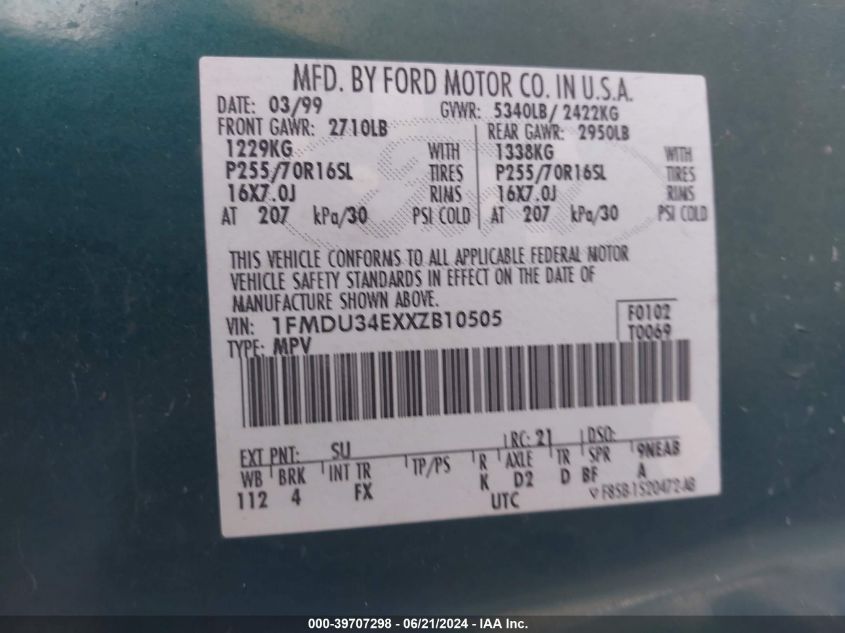 MFD. BY FORD MOTOR CO. IN U.S.A.
DATE: 03/99 GVWR: 5340LB/ 2422KG
FRONT GAWR: 2710LB REAR GAWR: 2950LB
1229KG WITH 1338KG WITH
P255/70R16SL TIRES P255/70R16SL TIRES
16X7.0J RIMS 16X7.0J RIMS
AT 207 kPa/30 PSI COLD AT 207 kPa/30 PSI COLD
THIS VEHICLE CONFORMS TO ALL APPLICABLE FEDERAL MOTOR
VEHICLE SAFETY STANDARDS IN EFFECT ON THE DATE OF
MANUFACTURE SHOWN ABOVE.
VIN: 1FMDU34EXXZB10505 F0102
TYPE: MPV T0069
EXT PNT: SU RC: 21 DSO:
WB BRK INT TR TP/PS R AXLE TR SPR 9NEAB
112 4 FX K D2 D BF A
UTC F85B-1520472-AB
000-39707298 - 06/21/2024 - IAA Inc.